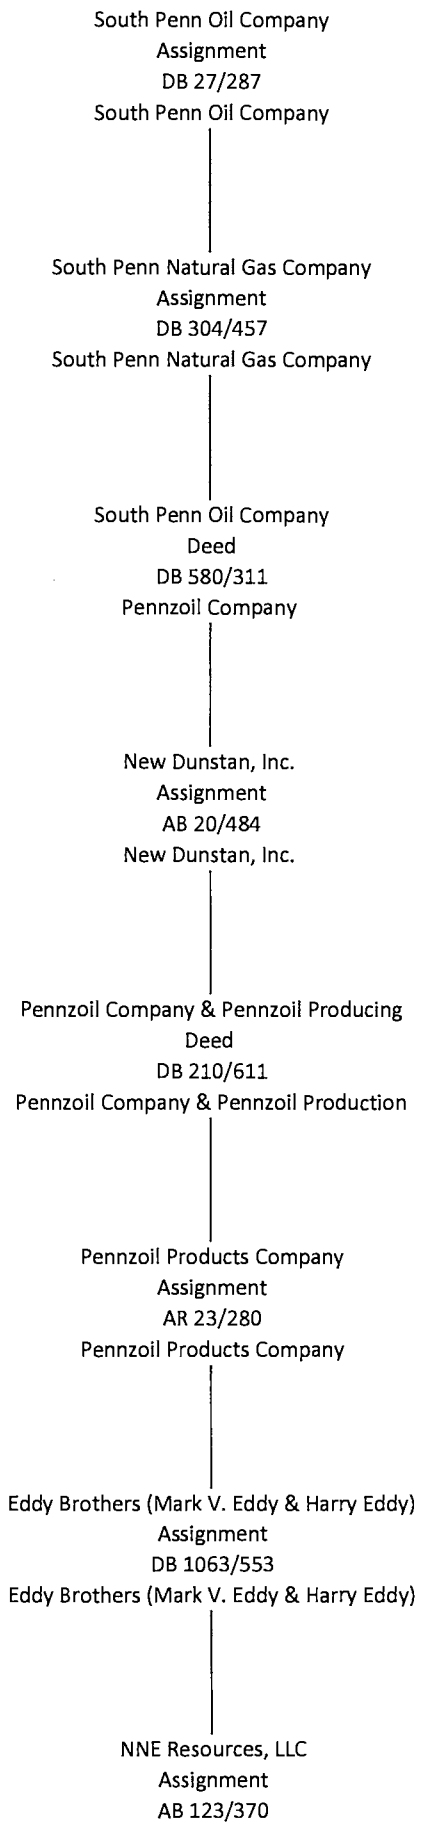 South Penn Oil Company
Assignment
DB 27/287
South Penn Oil Company
South Penn Natural Gas Company
Assignment
DB 304/457
South Penn Natural Gas Company
South Penn Oil Company
Deed
DB 580/311
Pennzoil Company
New Dunstan, Inc.
Assignment
AB 20/484
New Dunstan, Inc.
Pennzoil Company & Pennzoil Producing
Deed
DB 210/611
Pennzoil Company & Pennzoil Production
Pennzoil Products Company
Assignment
AR 23/280
Pennzoil Products Company
Eddy Brothers (Mark V. Eddy & Harry Eddy)
Assignment
DB 1063/553
Eddy Brothers (Mark V. Eddy & Harry Eddy)
NNE Resources, LLC
Assignment
AB 123/370